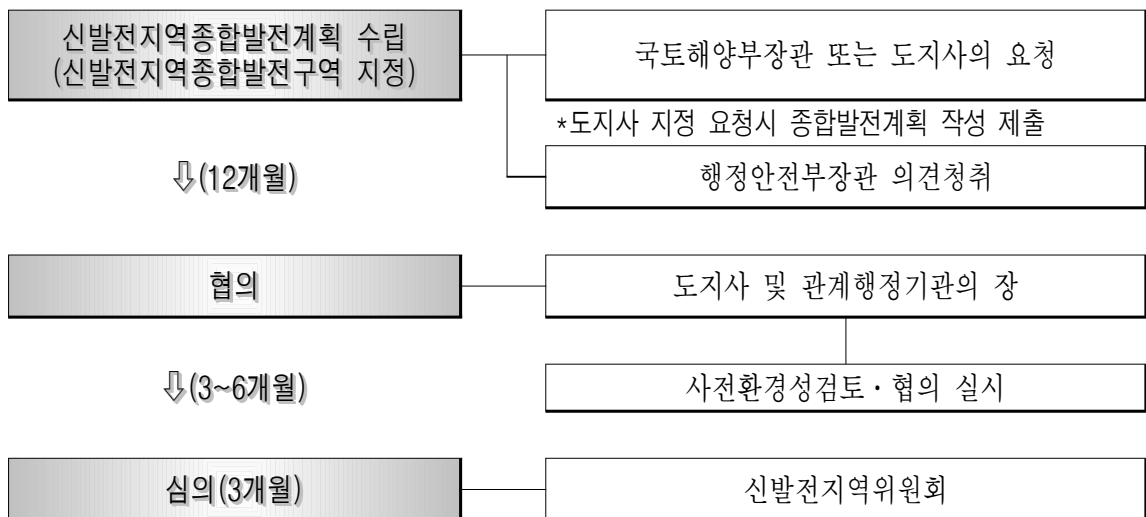 신발전지역종합발전계획 수립
(신발전지역종합발전구역 지정)
국토해양부장관 또는 도지사의 요청
*도지사 지정 요청시 종합발전계획 작성 제출
⇩(12개월)
행정안전부장관 의견청취
협의
도지사 및 관계행정기관의 장
⇩(3~6개월)
사전환경성검토・협의 실시
심의(3개월)
신발전지역위원회